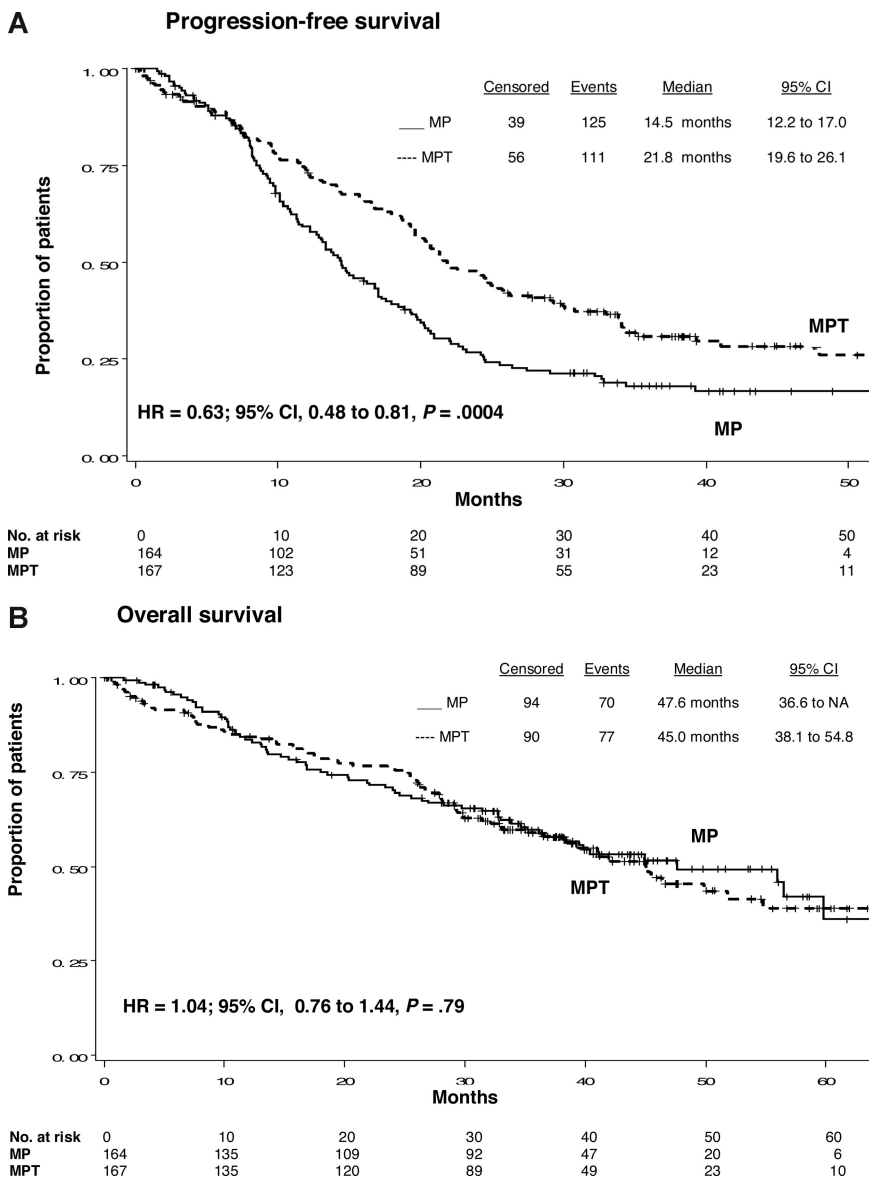 A
Progression-free survival
Censored Events Median 95% CI
MP 39 125 14.5 months 12.2 to 17.0
MPT 56 111 21.8 months 19.6 to 26.1
1.00
0.75
0.50
0.25
0.00
Proportion of patients
MPT
MP
HR = 0.63; 95% CI, 0.48 to 0.81, P = .0004
0 10 20 30 40 50
Months
No. at risk 0 10 20 30 40 50
MP 164 102 51 31 12 4
MPT 167 123 89 55 23 11
B
Overall survival
Censored Events Median 95% CI
MP 94 70 47.6 months 36.6 to NA
MPT 90 77 45.0 months 38.1 to 54.8
1.00
0.75
0.50
0.25
0.00
Proportion of patients
MP
MPT
HR = 1.04; 95% CI, 0.76 to 1.44, P = .79
0 10 20 30 40 50 60
Months
No. at risk 0 10 20 30 40 50 60
MP 164 135 109 92 47 20 6
MPT 167 135 120 89 49 23 10